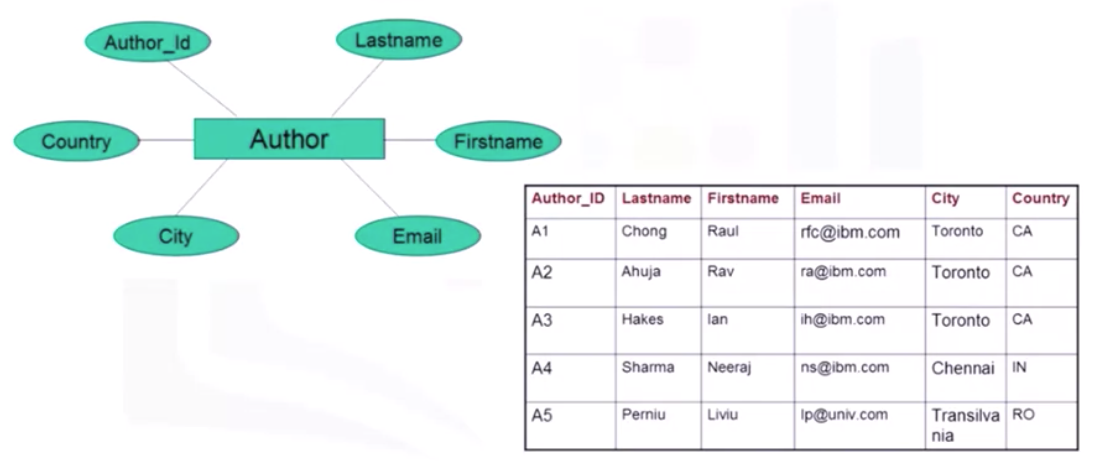 Author_Id
Lastname
Country
Author
Firstname
City
Email
Author_ID Lastname Firstname Email City Country
A1 Chong Raul rfc@ibm.com Toronto CA
A2 Ahuja Rav ra@ibm.com Toronto CA
A3 Hakes Ian ih@ibm.com Toronto CA
A4 Sharma Neeraj ns@ibm.com Chennai IN
A5 Perniu Liviu lp@univ.com Transilva RO
nia